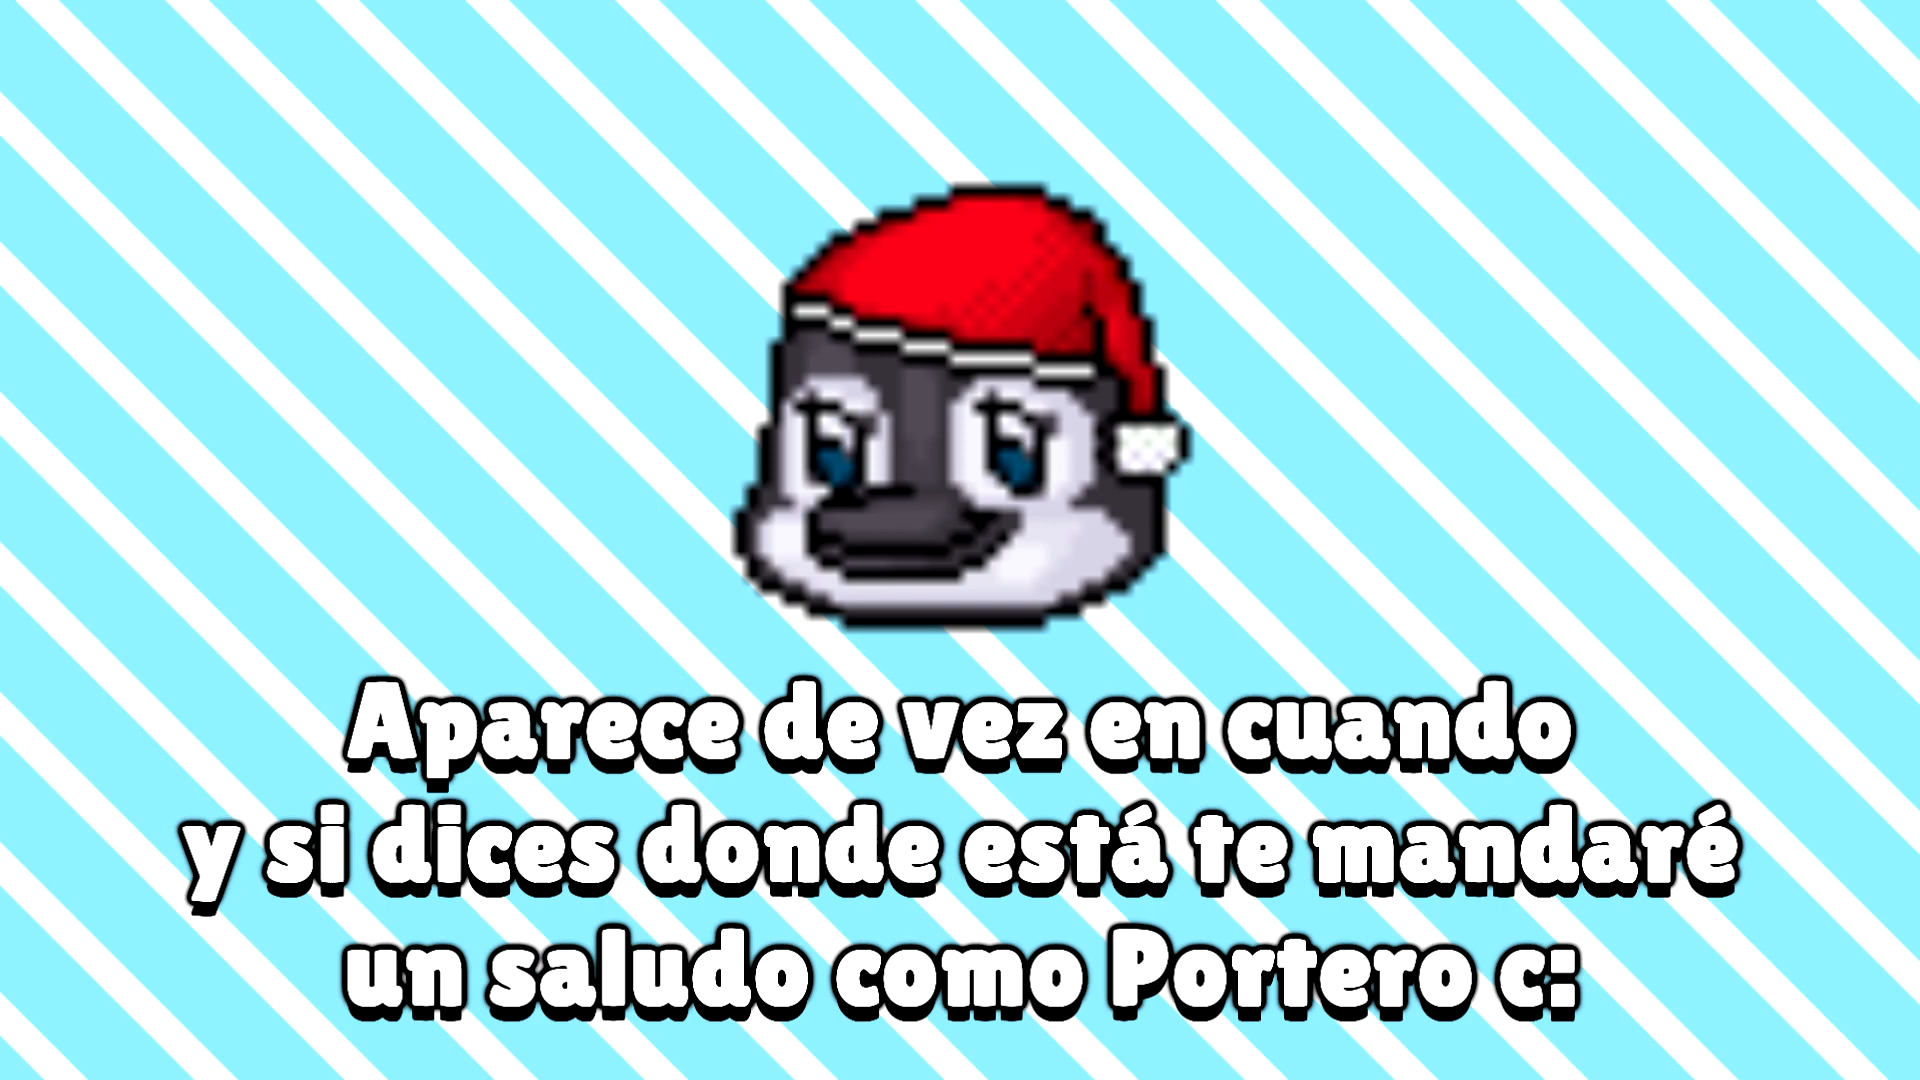 Aparece de vez en cuando
y si dices donde está te mandaré
un saludo como Portero c: